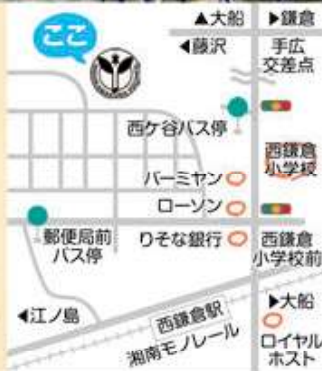 ▲大船
▶鎌倉
ここ
◀藤沢
手広
交差点
西ケ谷バス停
西鎌倉
小学校
バーミヤン
ローソン
郵便局前
バス停
りそな銀行
西鎌倉
小学校前
◀江ノ島
西鎌倉駅
湘南モノレール
▶大船
ロイヤル
ホスト